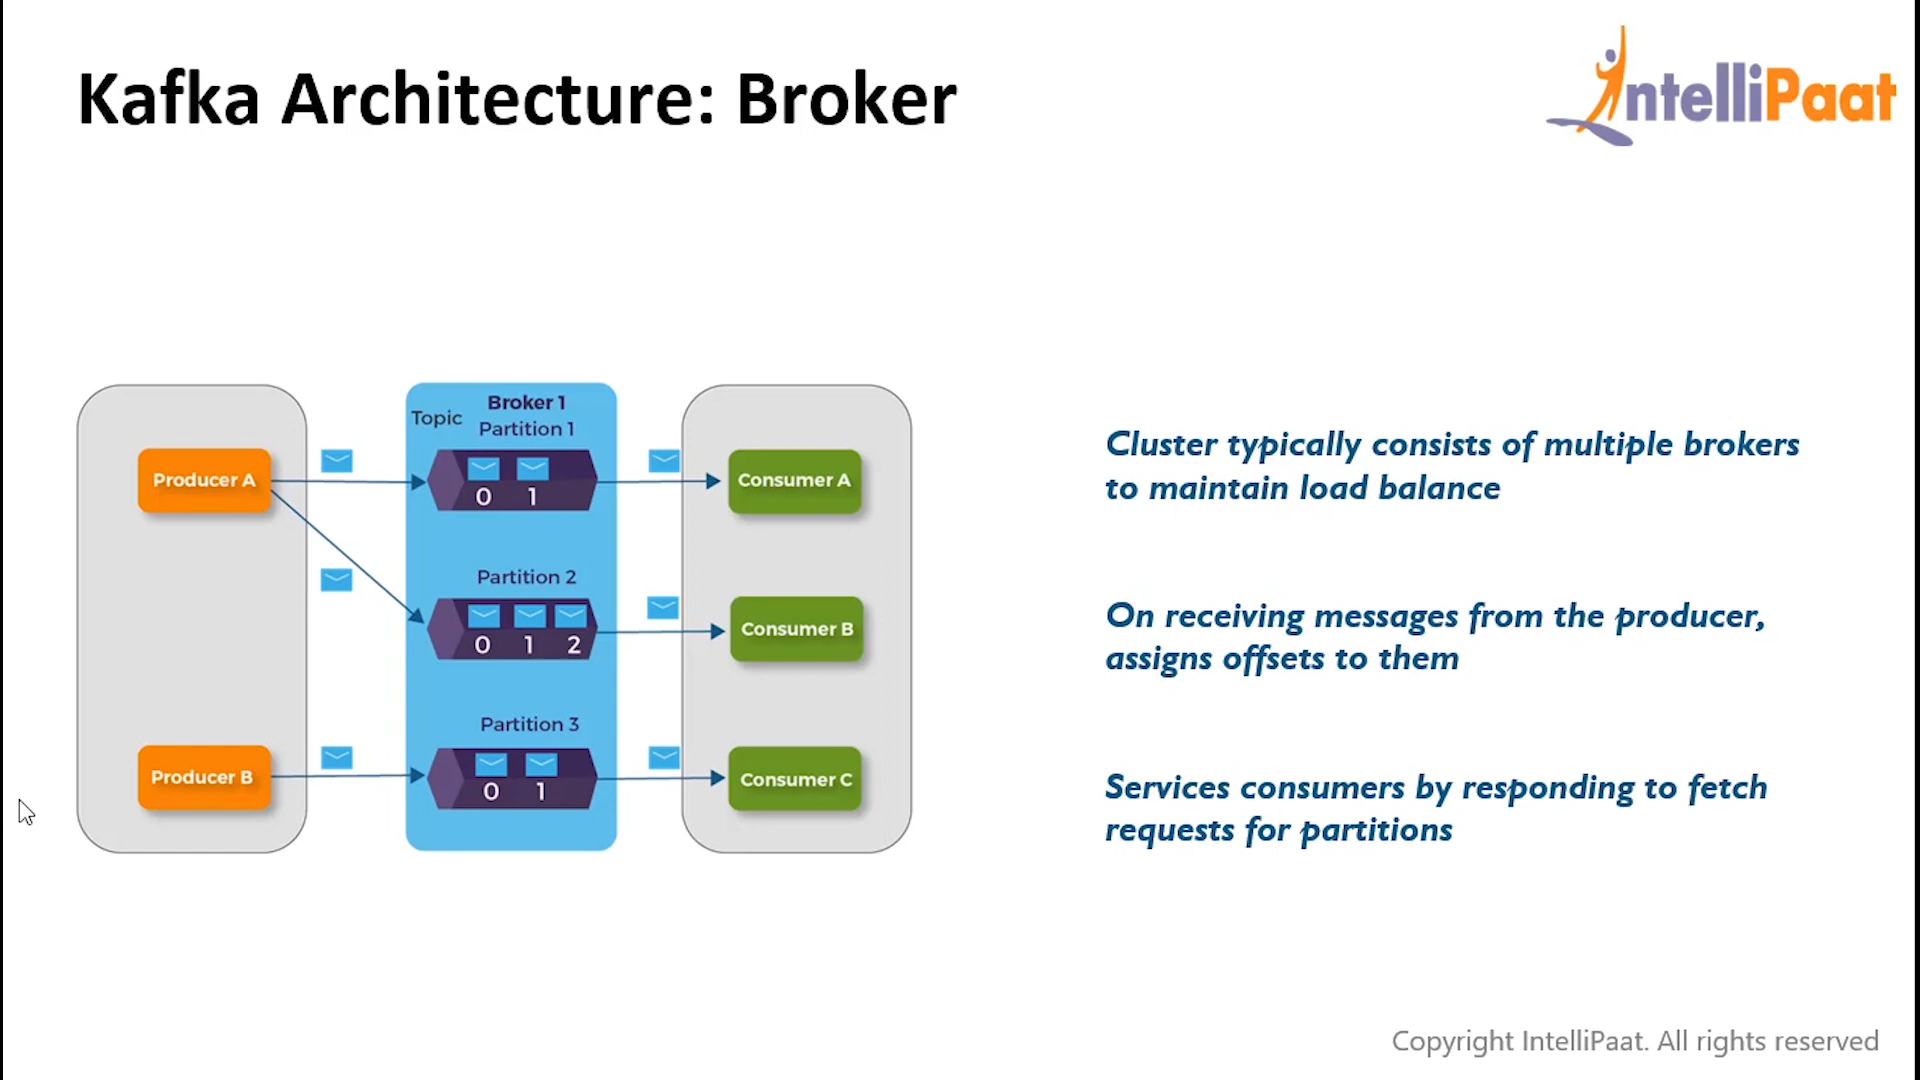 Kafka Architecture: Broker
IntelliPaat
Broker 1
Topic
Partition 1
Producer A
0 1
Consumer A
Partition 2
0 1 2
Consumer B
Partition 3
Producer B
0 1
Consumer C
Cluster typically consists of multiple brokers
to maintain load balance
On receiving messages from the producer,
assigns offsets to them
Services consumers by responding to fetch
requests for partitions
Copyright IntelliPaat. All rights reserved